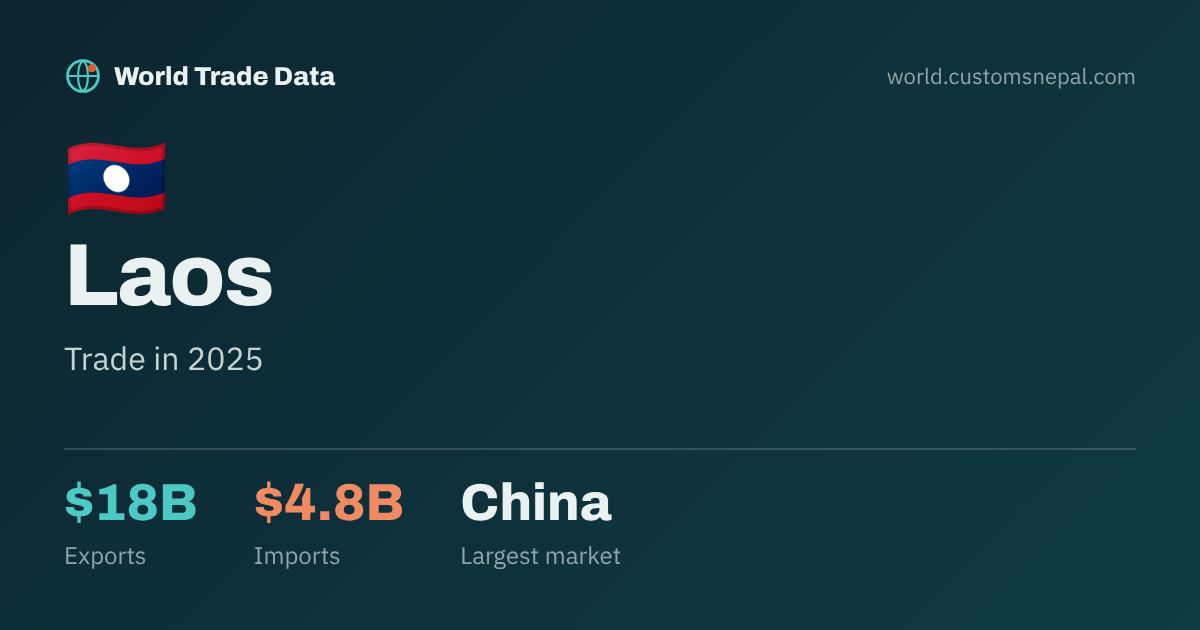 World Trade Data
world.customsnepal.com
Laos
Trade in 2025
$18B
Exports
$4.8B
Imports
China
Largest market